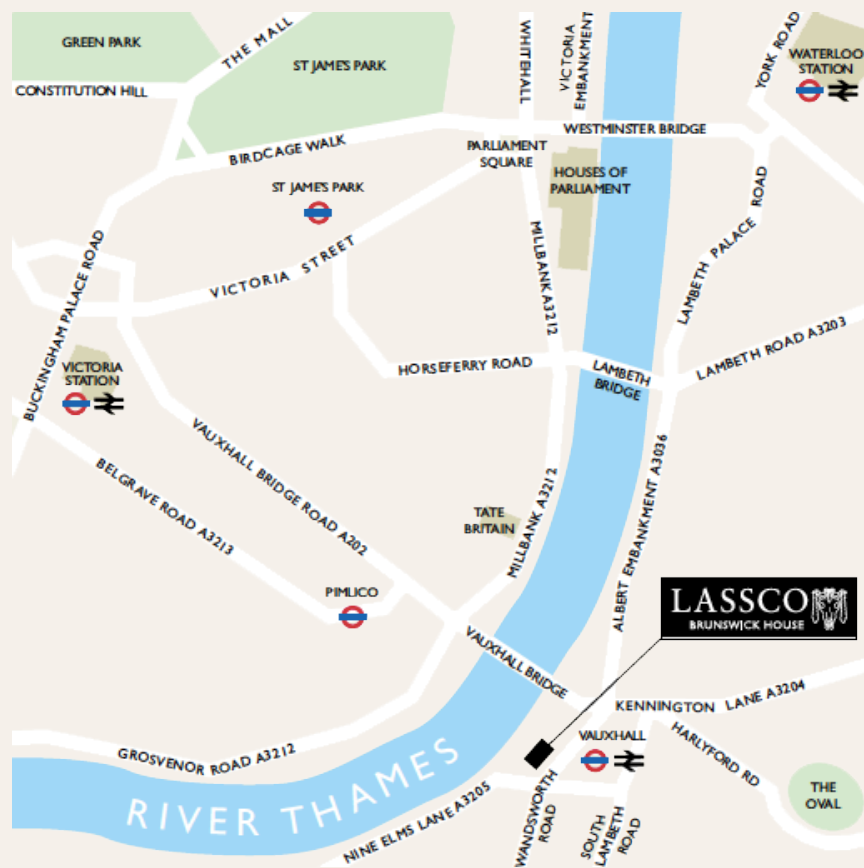 GREEN PARK
THE MALL
ST JAMES'S PARK
WHITEHALL
VICTORIA
EMBANKMENT
YORK ROAD
WATERLOO
STATION
CONSTITUTION HILL
BIRDCAGE WALK
WESTMINSTER BRIDGE
PARLIAMENT
SQUARE
HOUSES OF
PARLIAMENT
ST JAME'S PARK
LAMBETH PALACE ROAD
VICTORIA STREET
MILLBANK A3212
BUCKINGHAM PALACE ROAD
VICTORIA
STATION
HORSEFERRY ROAD
LAMBETH
BRIDGE
LAMBETH ROAD A3203
VAUXHALL BRIDGE ROAD A202
BELGRAVE ROAD A3213
TATE
BRITAIN
MILLBANK A3212
ALBERT EMBANKMENT A3036
PIMLICO
LASSCO
BRUNSWICK HOUSE
VAUXHALL BRIDGE
KENNINGTON LANE A3204
VAUXHALL
HARLYFORD RD
GROSVENOR ROAD A3212
RIVER THAMES
NINE ELMS LANE A3205
WANDSWORTH
ROAD
SOUTH
LAMBETH
ROAD
THE
OVAL